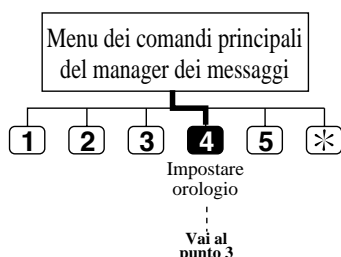 Menu dei comandi principali
del manager dei messaggi
1 2 3 4 5 ✳
Impostare
orologio
Vai al
punto 3